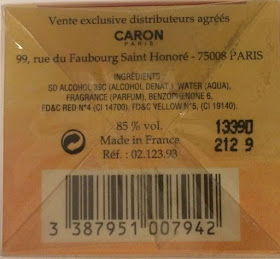 Vente exclusive distributeurs agréés
CARON
PARIS
99, rue du Faubourg Saint Honoré - 75008 PARIS
INGRÉDIENTS:
SD ALCOHOL 39C (ALCOHOL DENAT.), WATER (AQUA),
FRAGRANCE (PARFUM), BENZOPHENONE 6,
FD&C RED N°4 (CI 14700), FD&C YELLOW N°5, (CI 19140).
85 % vol.
Made in France
Réf. : 02.123.93
13390
212 9
3 387951 007942